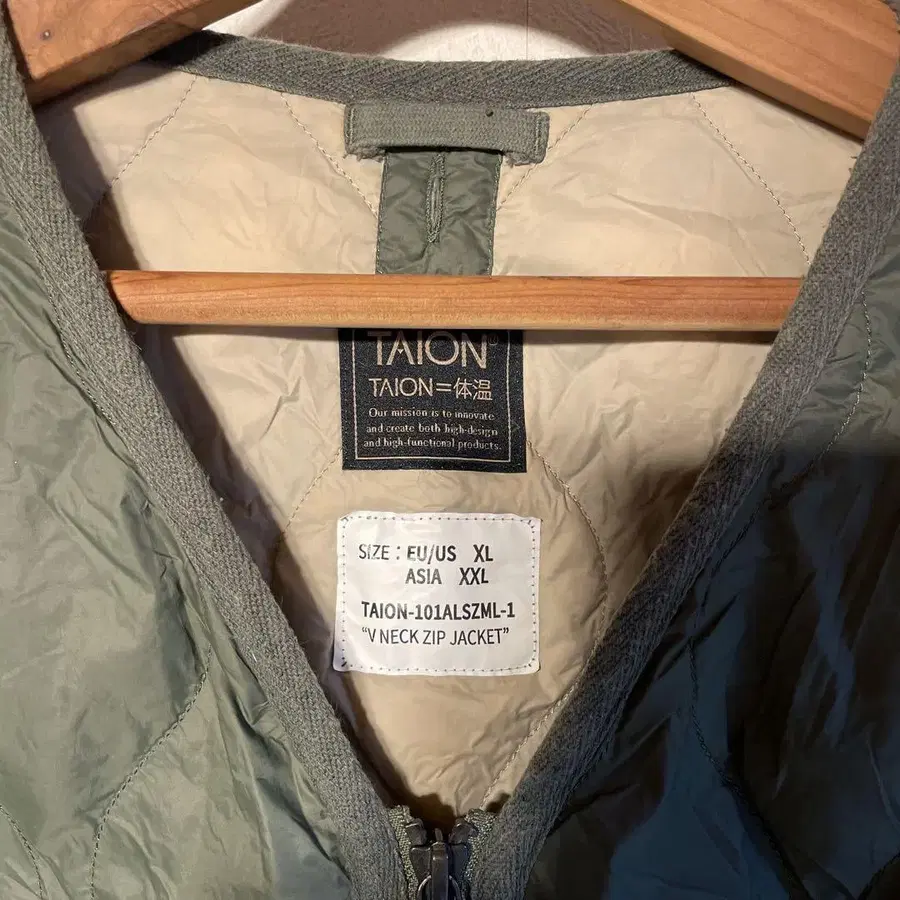 TAION
TAION=体温
Our mission is to innovate
and create both high-design
and high-functional products.
SIZE : EU/US XL
ASIA XXL
TAION-101ALSZML-1
“V NECK ZIP JACKET”